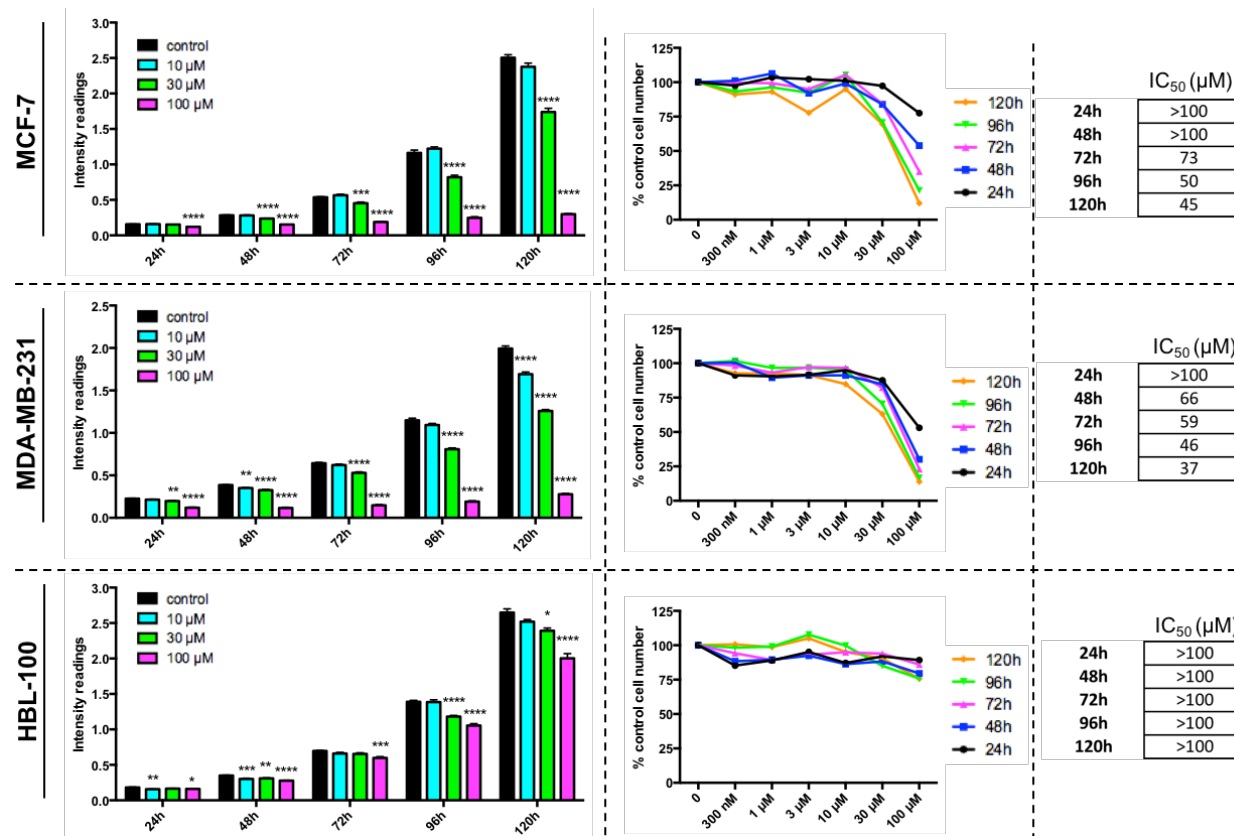 MCF-7
Intensity readings
3.0
2.5
2.0
1.5
1.0
0.5
0.0
control
10 µM
30 µM
100 µM
****
****
****
***
****
****
****
****
****
24h
48h
72h
96h
120h
% control cell number
125
100
75
50
25
0
0
300 nM
1 µM
3 µM
10 µM
30 µM
100 µM
120h
96h
72h
48h
24h
IC50 (µM)
24h >100
48h >100
72h 73
96h 50
120h 45
MDA-MB-231
Intensity readings
2.5
2.0
1.5
1.0
0.5
0.0
control
10 µM
30 µM
100 µM
**
****
**
****
****
****
****
****
****
****
****
****
24h
48h
72h
96h
120h
% control cell number
125
100
75
50
25
0
0
300 nM
1 µM
3 µM
10 µM
30 µM
100 µM
120h
96h
72h
48h
24h
IC50 (µM)
24h >100
48h 66
72h 59
96h 46
120h 37
HBL-100
Intensity readings
3.0
2.5
2.0
1.5
1.0
0.5
0.0
control
10 µM
30 µM
100 µM
**
*
***
**
****
***
****
****
*
****
24h
48h
72h
96h
120h
% control cell number
125
100
75
50
25
0
0
300 nM
1 µM
3 µM
10 µM
30 µM
100 µM
120h
96h
72h
48h
24h
IC50 (µM)
24h >100
48h >100
72h >100
96h >100
120h >100